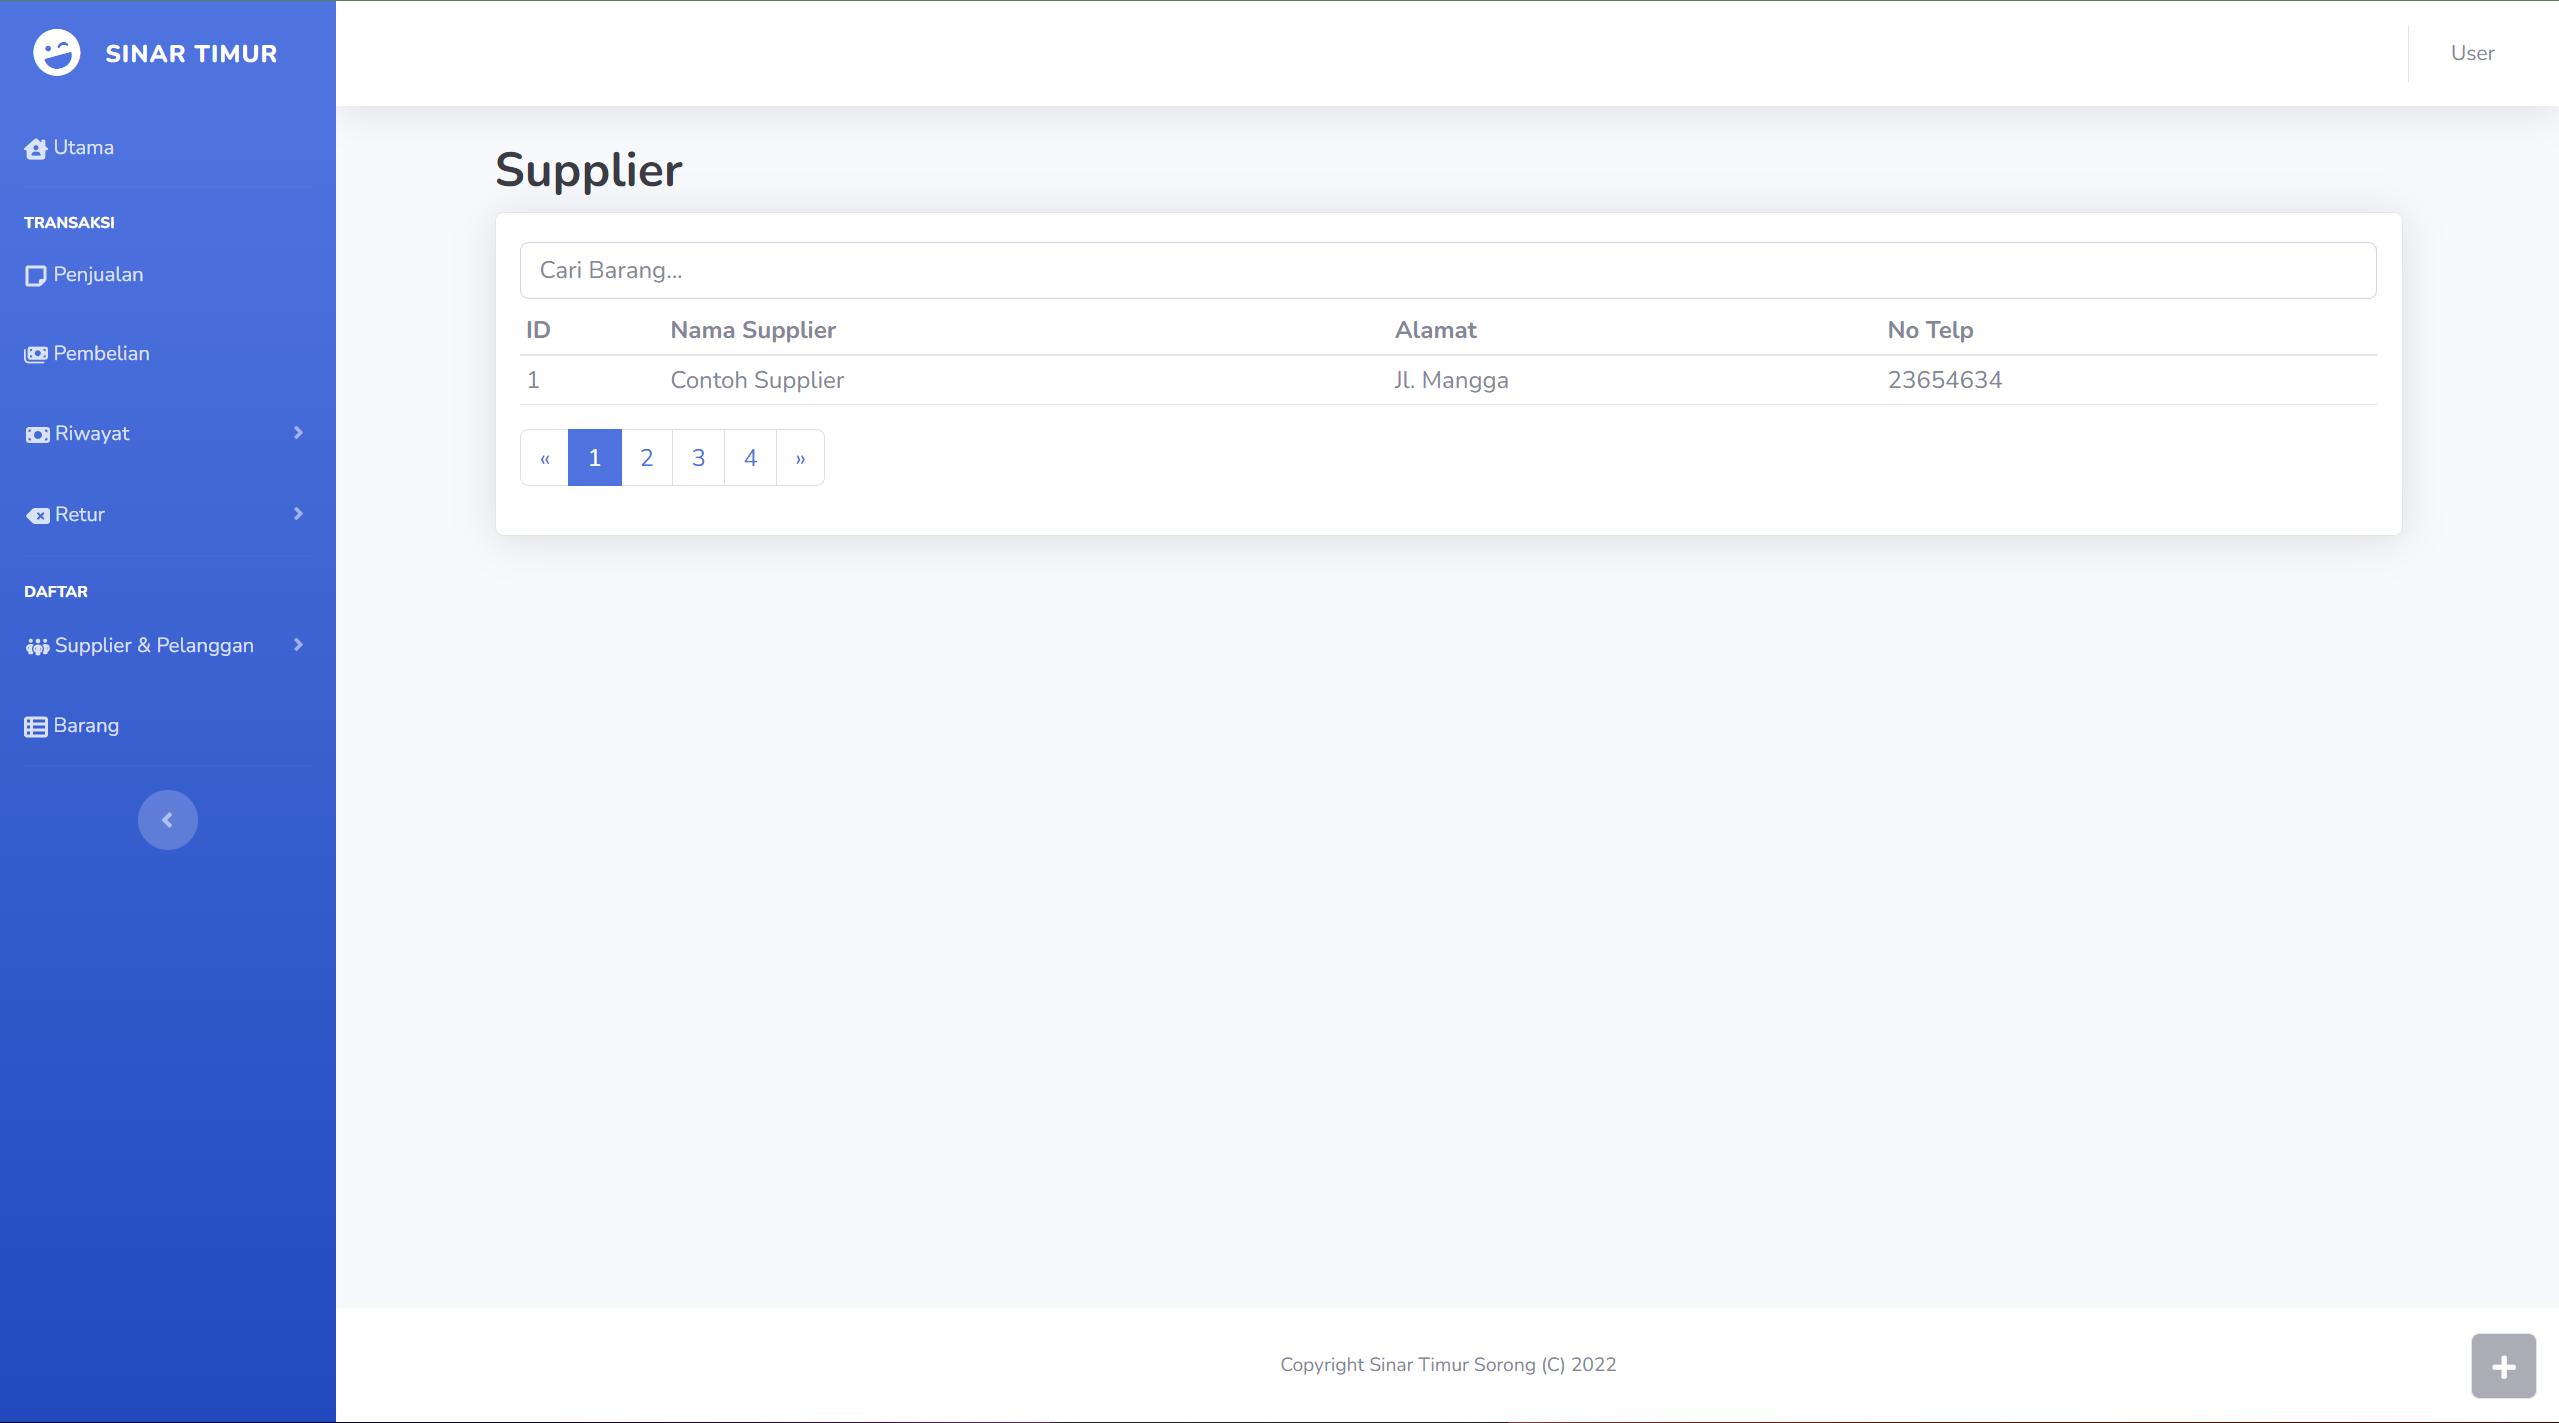 SINAR TIMUR
User
Utama
TRANSAKSI
Penjualan
Pembelian
Riwayat
Retur
DAFTAR
Supplier & Pelanggan
Barang
Supplier
Cari Barang...
ID Nama Supplier Alamat No Telp
1 Contoh Supplier Jl. Mangga 23654634
« 1 2 3 4 »
Copyright Sinar Timur Sorong (C) 2022